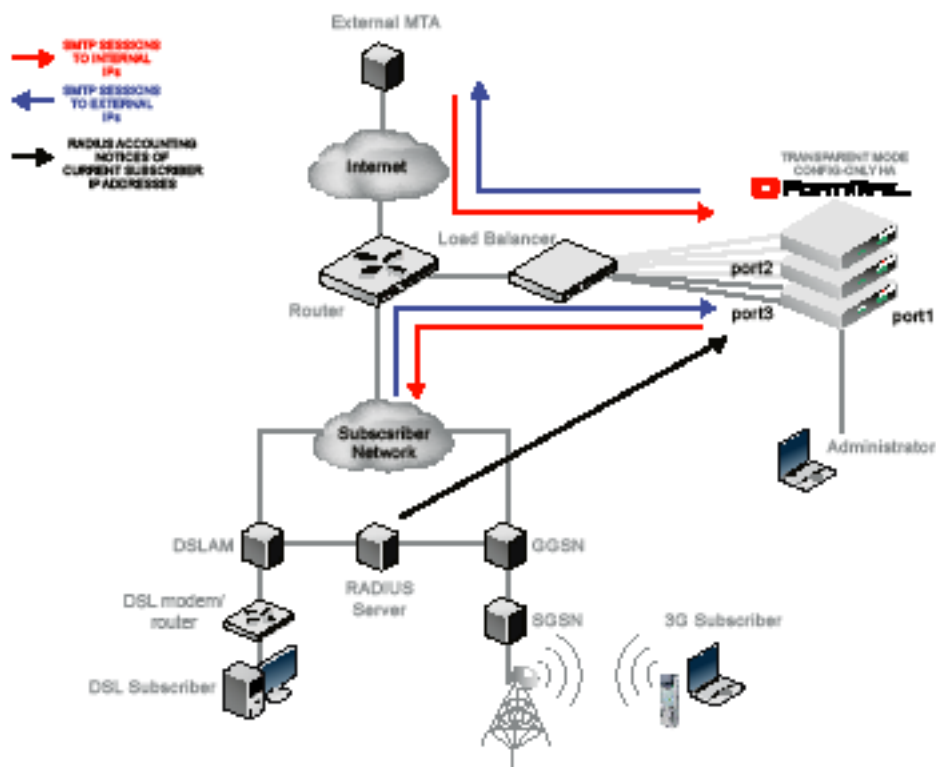 External MTA
SMTP SESSIONS
TO INTERNAL
IPs
SMTP SESSIONS
TO EXTERNAL
IPs
RADIUS ACCOUNTING
NOTICES OF
CURRENT SUBSCRIBER
IP ADDRESSES
Internet
TRANSPARENT MODE
CONFIG-ONLY HA
FORTIMAIL
Load Balancer
port2
Router
port3
port1
Subscsriber
Network
Administrator
DSLAM
GGSN
RADIUS
Server
DSL modem/
router
SGSN
3G Subscriber
DSL Subscriber